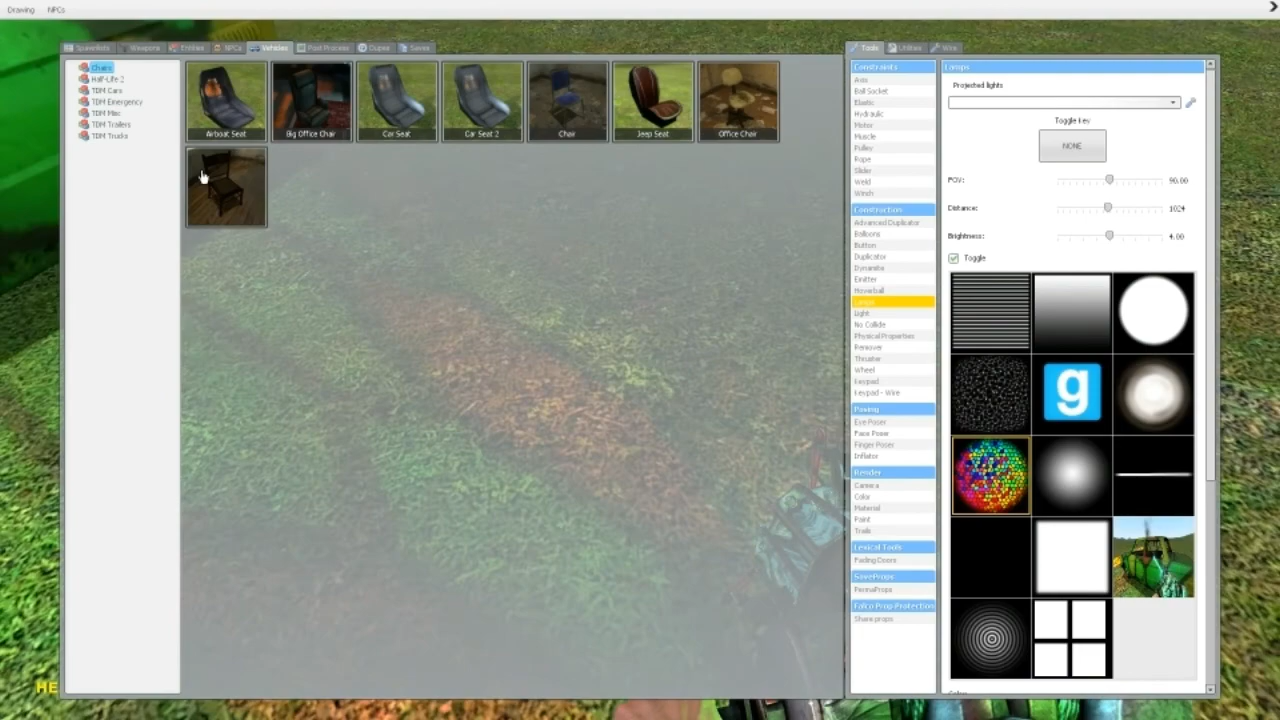 Drawing NPCs
Spawnlists Weapons Entities NPCs Vehicles Post Process Dupes Saves
Chairs
Half-Life 2
TDM Cars
TDM Emergency
TDM Misc
TDM Trailers
TDM Trucks
Airboat Seat
Big Office Chair
Car Seat
Car Seat 2
Chair
Jeep Seat
Office Chair
Tools Utilities Wire
Constraints
Axis
Ball Socket
Elastic
Hydraulic
Motor
Muscle
Pulley
Rope
Slider
Weld
Winch
Construction
Advanced Duplicator
Balloons
Button
Duplicator
Dynamite
Emitter
Hoverball
Lamps
Light
No Collide
Physical Properties
Remover
Thruster
Wheel
Keypad
Keypad - Wire
Posing
Eye Poser
Face Poser
Finger Poser
Inflator
Render
Camera
Color
Material
Paint
Trails
Lexical Tools
Fading Doors
SaveProps
PermaProps
Falco Prop Protection
Share props
Lamps
Projected lights
Toggle key
NONE
FOV: 90.00
Distance: 1024
Brightness: 4.00
Toggle
g
HE